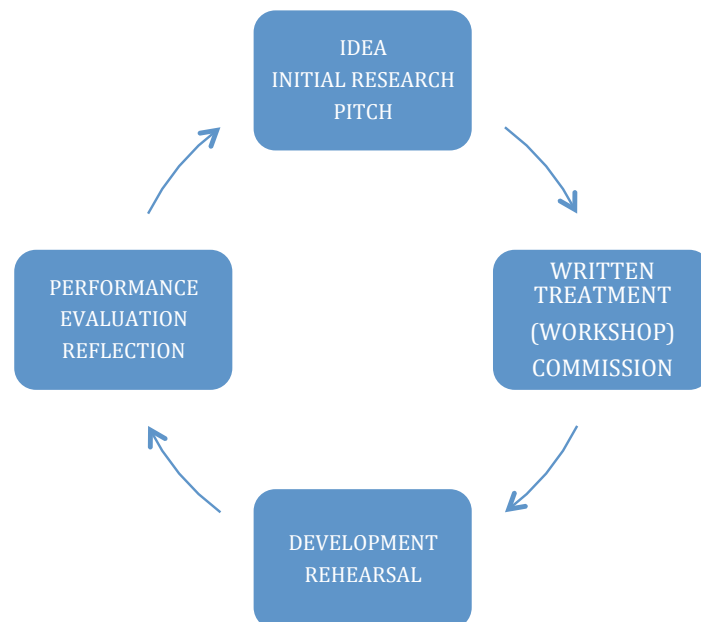 IDEA
INITIAL RESEARCH
PITCH
WRITTEN
TREATMENT
(WORKSHOP)
COMMISSION
DEVELOPMENT
REHEARSAL
PERFORMANCE
EVALUATION
REFLECTION